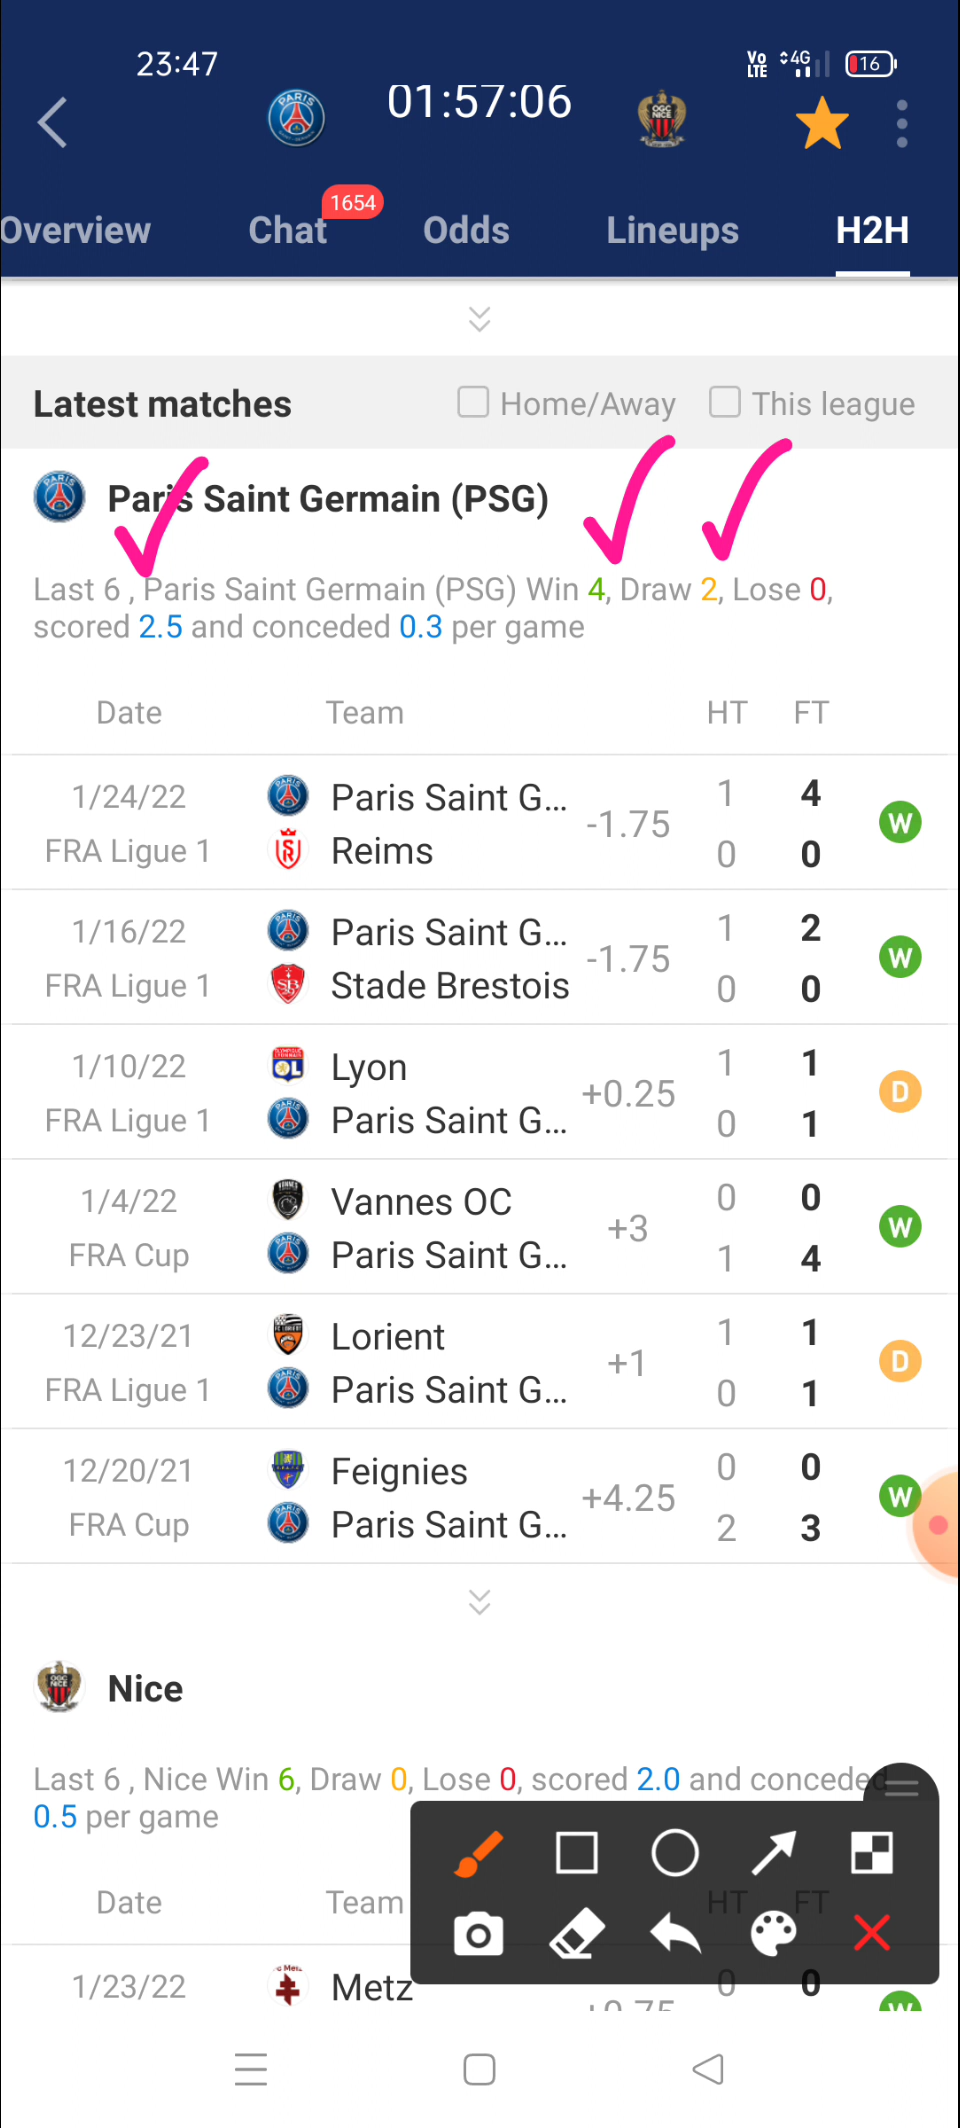 23:47
Vo LTE 4G 16
01:57:06
Overview Chat 1654 Odds Lineups H2H
Latest matches Home/Away This league
Paris Saint Germain (PSG)
Last 6 , Paris Saint Germain (PSG) Win 4, Draw 2, Lose 0,
scored 2.5 and conceded 0.3 per game
Date Team HT FT
1/24/22 Paris Saint G... 1 4
-1.75 W
FRA Ligue 1 Reims 0 0
1/16/22 Paris Saint G... 1 2
-1.75 W
FRA Ligue 1 Stade Brestois 0 0
1/10/22 Lyon 1 1
+0.25 D
FRA Ligue 1 Paris Saint G... 0 1
1/4/22 Vannes OC 0 0
+3 W
FRA Cup Paris Saint G... 1 4
12/23/21 Lorient 1 1
+1 D
FRA Ligue 1 Paris Saint G... 0 1
12/20/21 Feignies 0 0
+4.25 W
FRA Cup Paris Saint G... 2 3
Nice
Last 6 , Nice Win 6, Draw 0, Lose 0, scored 2.0 and conceded
0.5 per game
Date Team HT FT
1/23/22 Metz 0 0
+0.75 W